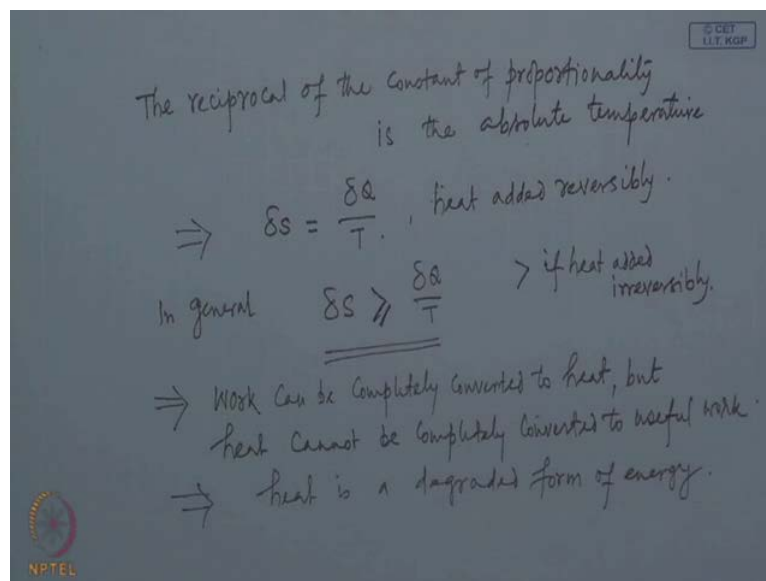 © CET
I.I.T. KGP
The reciprocal of the constant of proportionality
is the absolute temperature
⇒ δS = δQ/T. , heat added reversibly.
In general δS ⩾ δQ/T > if heat added
irreversibly.
⇒ Work can be completely converted to heat, but
heat cannot be completely converted to useful work.
⇒ heat is a degraded form of energy.
NPTEL